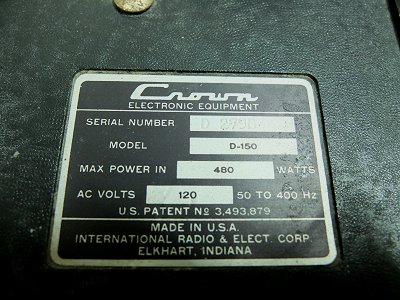 Crown
ELECTRONIC EQUIPMENT
SERIAL NUMBER D
MODEL D-150
MAX POWER IN 480 WATTS
AC VOLTS 120 50 TO 400 Hz
U.S. PATENT Nº 3,493,879
MADE IN U.S.A.
INTERNATIONAL RADIO & ELECT. CORP.
ELKHART, INDIANA